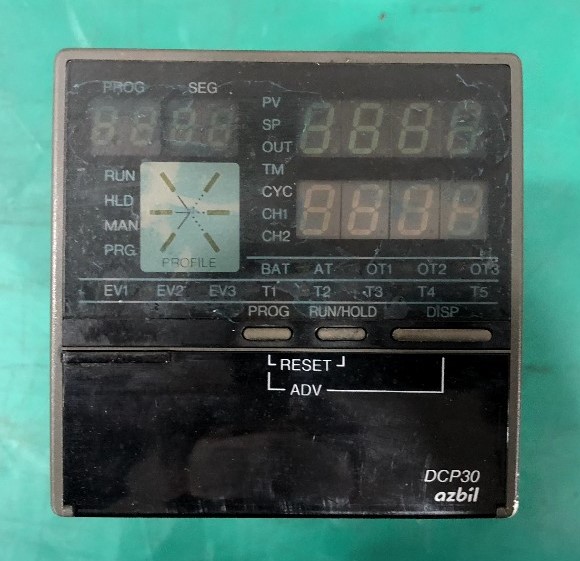 PROG SEG
PV
SP
OUT
TM
CYC
CH1
CH2
RUN
HLD
MAN
PRG
PROFILE
BAT AT OT1 OT2 OT3
EV1 EV2 EV3 T1 T2 T3 T4 T5
PROG RUN/HOLD DISP
RESET
ADV
DCP30
azbil